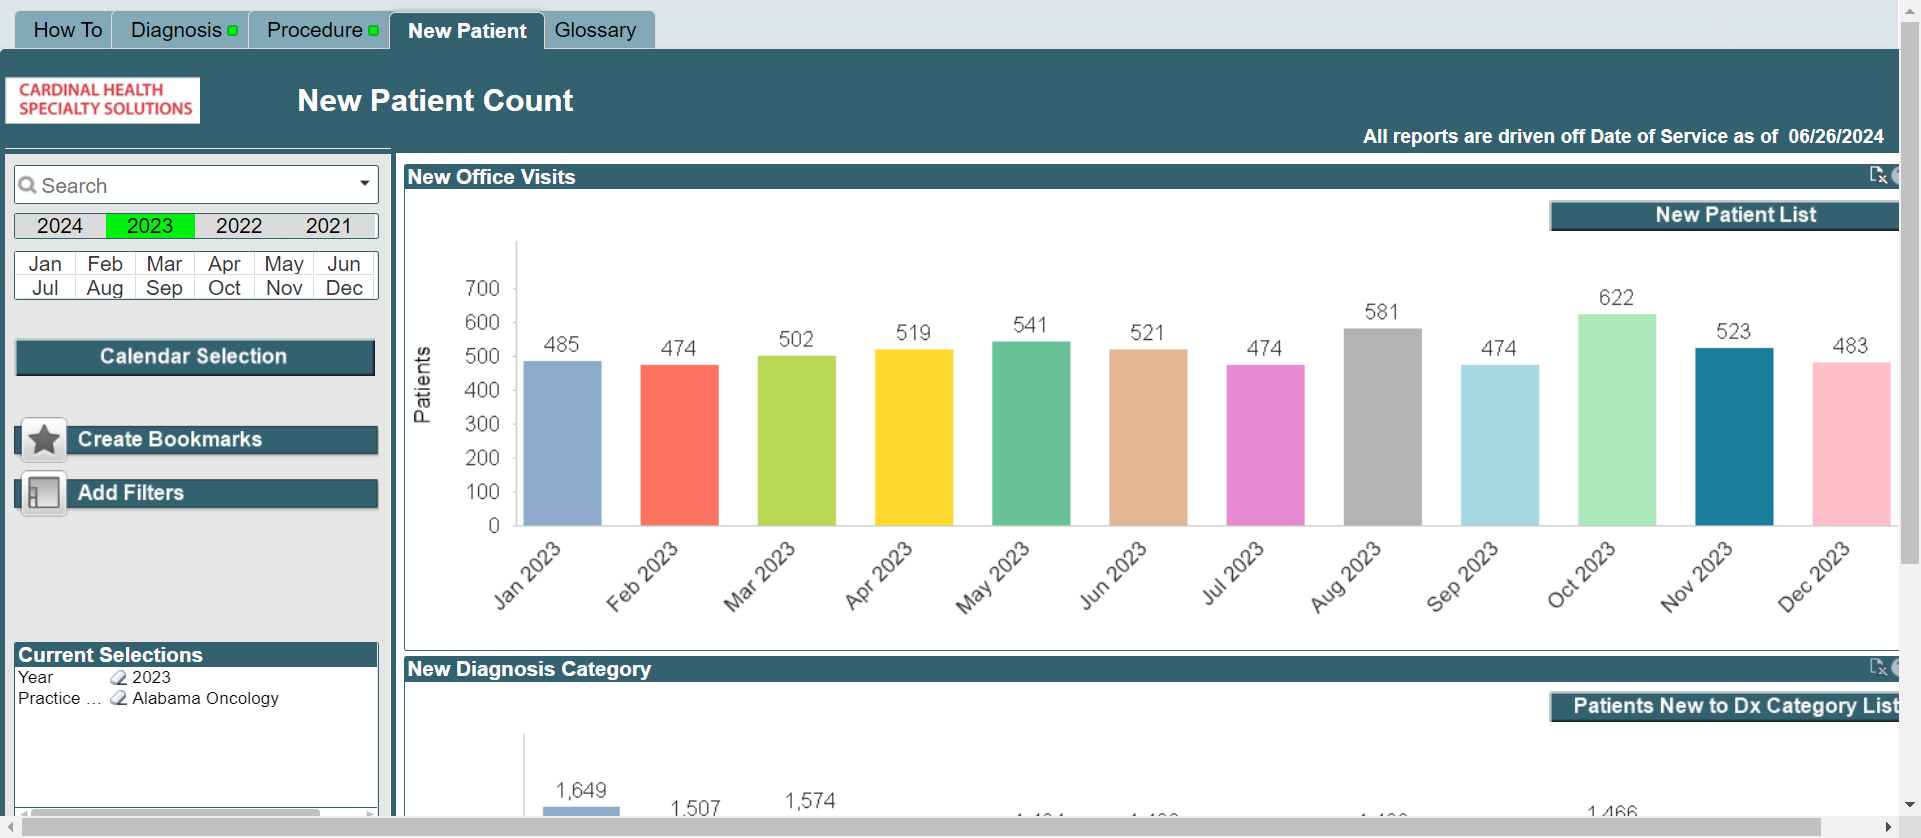 How To
Diagnosis
Procedure
New Patient
Glossary
CARDINAL HEALTH
SPECIALTY SOLUTIONS
New Patient Count
All reports are driven off Date of Service as of 06/26/2024
Search
2024 2023 2022 2021
Jan Feb Mar Apr May Jun
Jul Aug Sep Oct Nov Dec
Calendar Selection
Create Bookmarks
Add Filters
Current Selections
Year 2023
Practice ... Alabama Oncology
New Office Visits
New Patient List
Patients
700
600
500
400
300
200
100
0
485
474
502
519
541
521
474
581
474
622
523
483
Jan 2023
Feb 2023
Mar 2023
Apr 2023
May 2023
Jun 2023
Jul 2023
Aug 2023
Sep 2023
Oct 2023
Nov 2023
Dec 2023
New Diagnosis Category
Patients New to Dx Category List
1,649
1,507
1,574
1,466